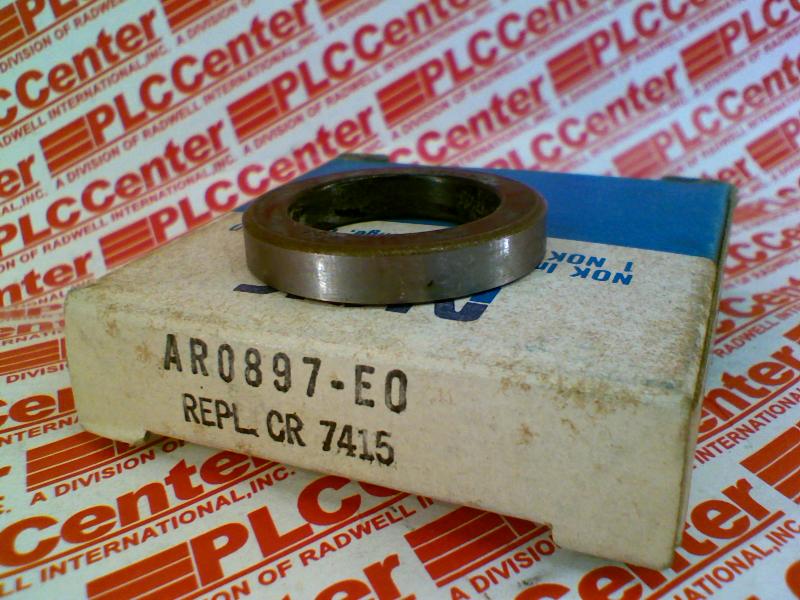 AR0897-E0
REPL. CR 7415
NOK
1 NOK
PLCCenter
A DIVISION OF RADWELL INTERNATIONAL, INC.